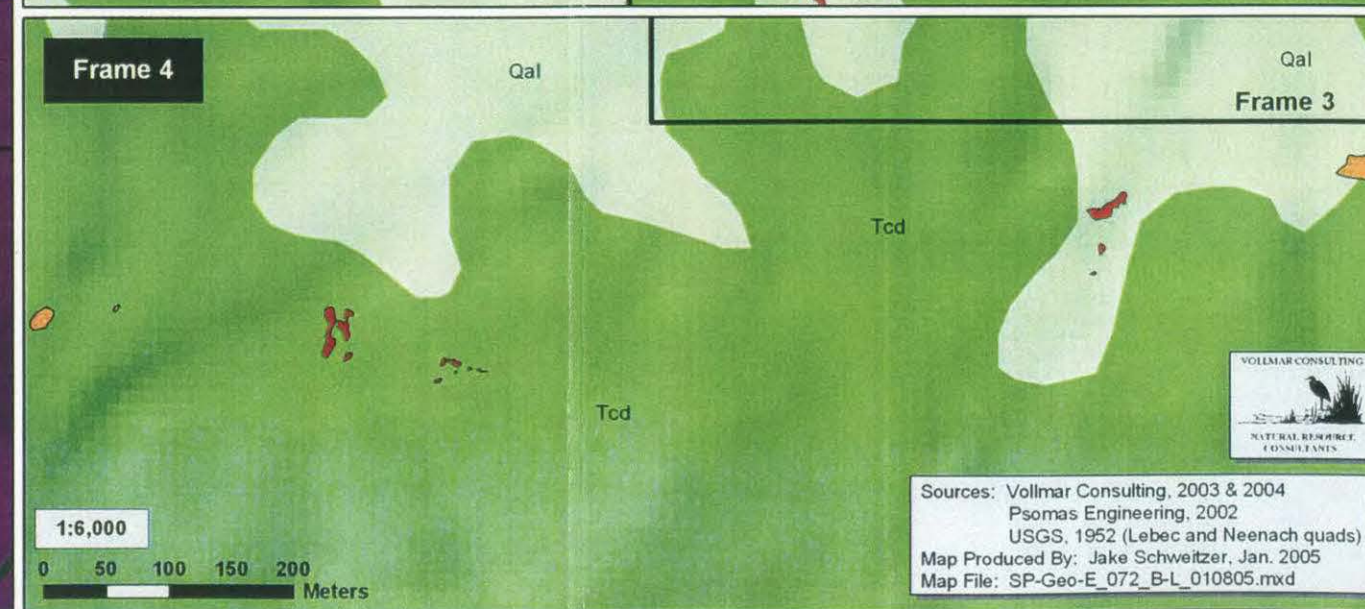 Frame 4
Qal
Qal
Frame 3
Tcd
Tcd
VOLLMAR CONSULTING
NATURAL RESOURCE
CONSULTANTS
1:6,000
0 50 100 150 200
Meters
Sources: Vollmar Consulting, 2003 & 2004
Psomas Engineering, 2002
USGS, 1952 (Lebec and Neenach quads)
Map Produced By: Jake Schweitzer, Jan. 2005
Map File: SP-Geo-E_072_B-L_010805.mxd